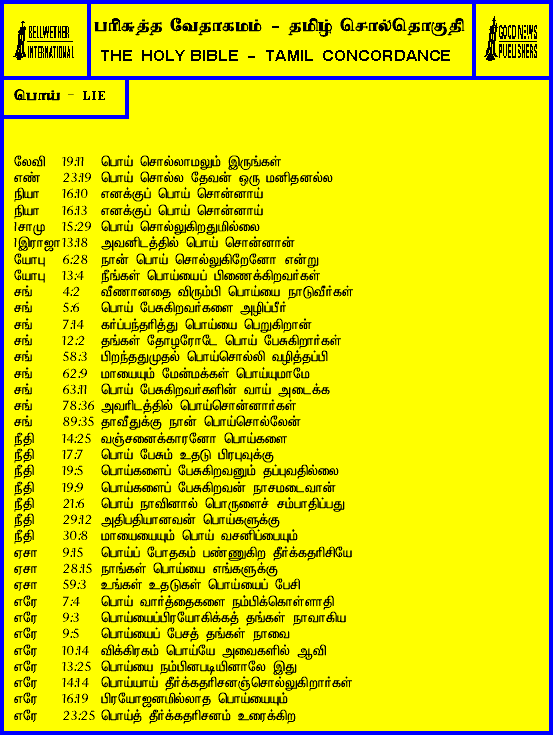 BELLWETHER
INTERNATIONAL
பரிசுத்த வேதாகமம் - தமிழ் சொல்தொகுதி
THE HOLY BIBLE - TAMIL CONCORDANCE
GOOD NEWS
PUBLISHERS
பொய் - LIE
லேவி 19:11 பொய் சொல்லாமலும் இருங்கள்
எண் 23:19 பொய் சொல்ல தேவன் ஒரு மனிதனல்ல
நியா 16:10 எனக்குப் பொய் சொன்னாய்
நியா 16:13 எனக்குப் பொய் சொன்னாய்
1சாமு 15:29 பொய் சொல்லுகிறதுமில்லை
1இராஜா 13:18 அவனிடத்தில் பொய் சொன்னான்
யோபு 6:28 நான் பொய் சொல்லுகிறேனோ என்று
யோபு 13:4 நீங்கள் பொய்யைப் பிணைக்கிறவர்கள்
சங் 4:2 வீணானதை விரும்பி பொய்யை நாடுவீர்கள்
சங் 5:6 பொய் பேசுகிறவர்களை அழிப்பீர்
சங் 7:14 கர்ப்பந்தரித்து பொய்யை பெறுகிறான்
சங் 12:2 தங்கள் தோழரோடே பொய் பேசுகிறார்கள்
சங் 58:3 பிறந்ததுமுதல் பொய்சொல்லி வழித்தப்பி
சங் 62:9 மாயையும் மேன்மக்கள் பொய்யுமாமே
சங் 63:11 பொய் பேசுகிறவர்களின் வாய் அடைக்க
சங் 78:36 அவரிடத்தில் பொய்சொன்னார்கள்
சங் 89:35 தாவீதுக்கு நான் பொய்சொல்லேன்
நீதி 14:25 வஞ்சனைக்காரனோ பொய்களை
நீதி 17:7 பொய் பேசும் உதடு பிரபுவுக்கு
நீதி 19:5 பொய்களைப் பேசுகிறவனும் தப்புவதில்லை
நீதி 19:9 பொய்களைப் பேசுகிறவன் நாசமடைவான்
நீதி 21:6 பொய் நாவினால் பொருளைச் சம்பாதிப்பது
நீதி 29:12 அதிபதியானவன் பொய்களுக்கு
நீதி 30:8 மாயையையும் பொய் வசனிப்பையும்
ஏசா 9:15 பொய்ப் போதகம் பண்ணுகிற தீர்க்கதரிசியே
ஏசா 28:15 நாங்கள் பொய்யை எங்களுக்கு
ஏசா 59:3 உங்கள் உதடுகள் பொய்யைப் பேசி
எரே 7:4 பொய் வார்த்தைகளை நம்பிக்கொள்ளாதி
எரே 9:3 பொய்யைப்பிரயோகிக்கத் தங்கள் நாவாகிய
எரே 9:5 பொய்யைப் பேசத் தங்கள் நாவை
எரே 10:14 விக்கிரகம் பொய்யே அவைகளில் ஆவி
எரே 13:25 பொய்யை நம்பினபடியினாலே இது
எரே 14:14 பொய்யாய் தீர்க்கதரிசனஞ்சொல்லுகிறார்கள்
எரே 16:19 பிரயோஜனமில்லாத பொய்யையும்
எரே 23:25 பொய்த் தீர்க்கதரிசனம் உரைக்கிற